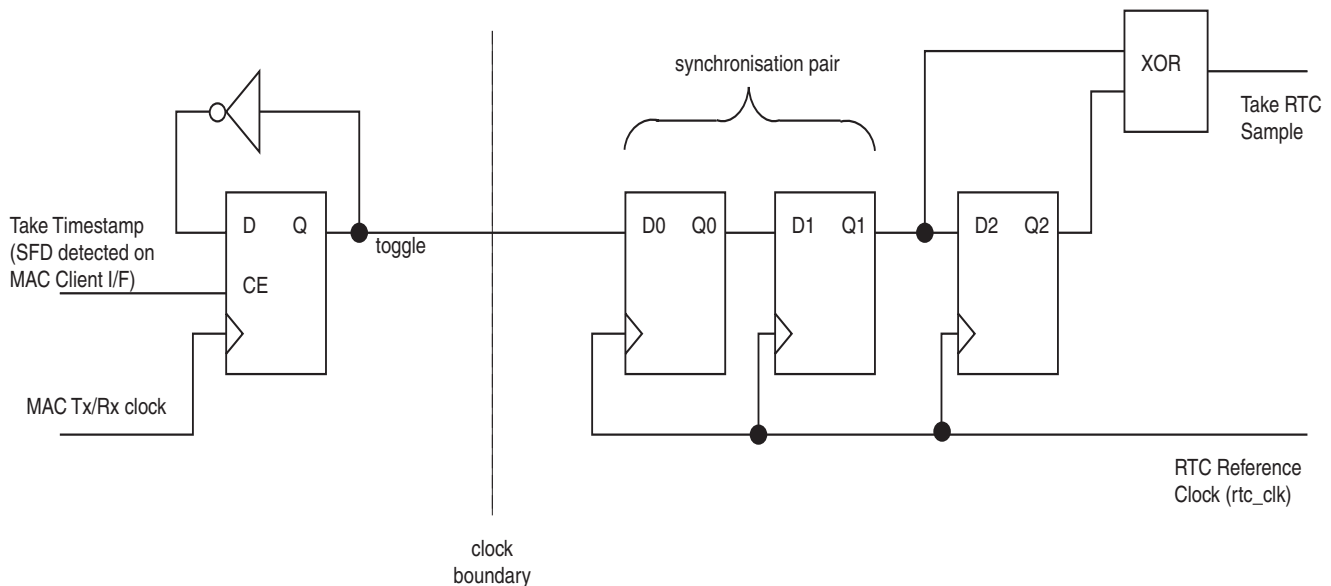 synchronisation pair
XOR
Take RTC
Sample
Take Timestamp
(SFD detected on
MAC Client I/F)
D Q
CE
toggle
D0 Q0
D1 Q1
D2 Q2
MAC Tx/Rx clock
RTC Reference
Clock (rtc_clk)
clock
boundary